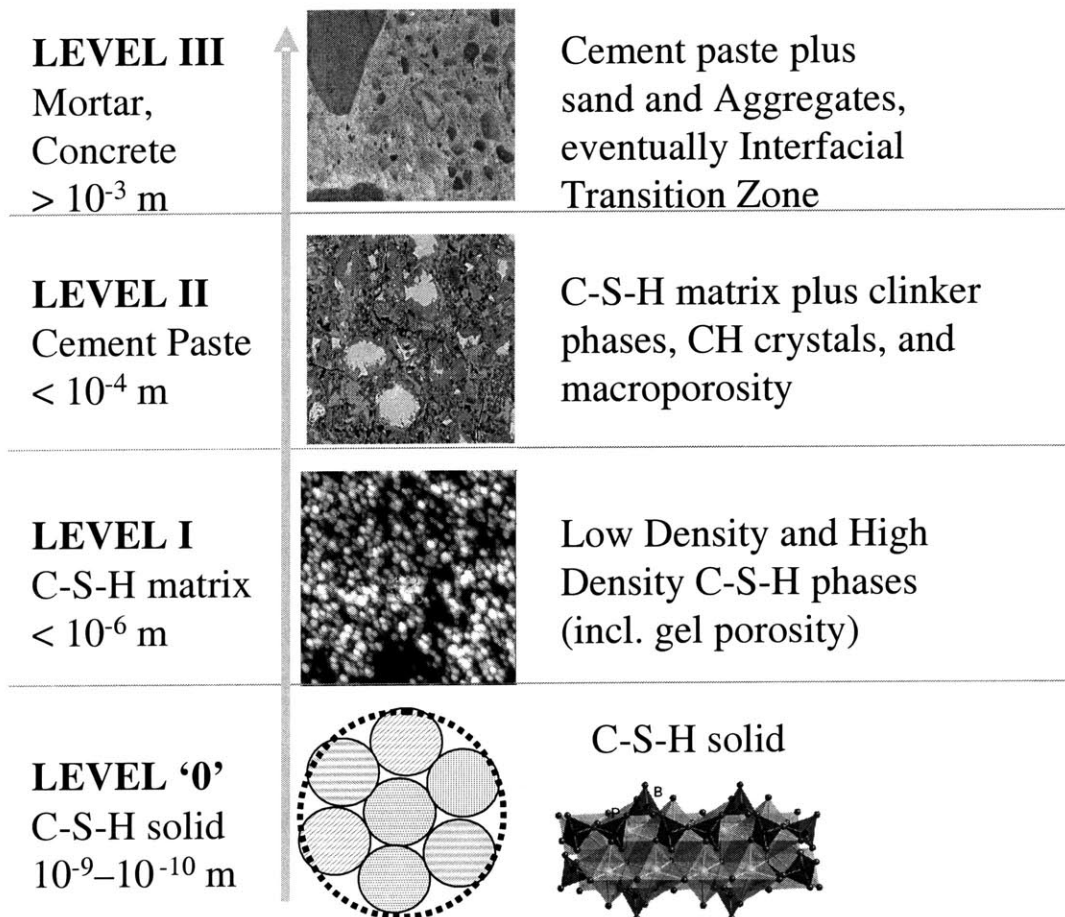 LEVEL III
Mortar,
Concrete
> 10⁻³ m
Cement paste plus
sand and Aggregates,
eventually Interfacial
Transition Zone
LEVEL II
Cement Paste
< 10⁻⁴ m
C-S-H matrix plus clinker
phases, CH crystals, and
macroporosity
LEVEL I
C-S-H matrix
< 10⁻⁶ m
Low Density and High
Density C-S-H phases
(incl. gel porosity)
LEVEL ‘0’
C-S-H solid
10⁻⁹–10⁻¹⁰ m
C-S-H solid
B